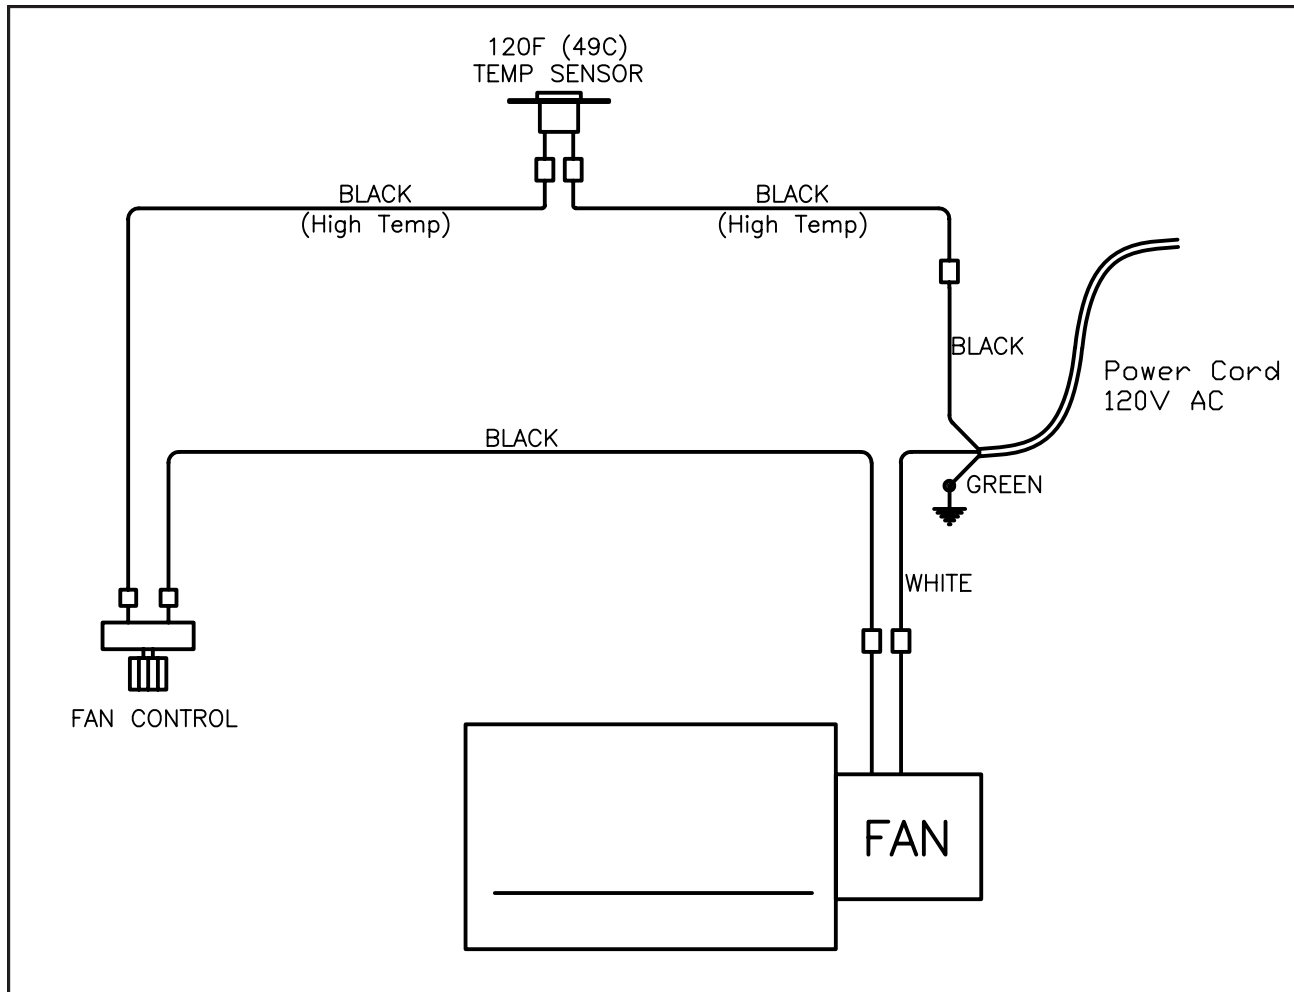 120F (49C)
TEMP SENSOR
BLACK
(High Temp)
BLACK
(High Temp)
BLACK
Power Cord
120V AC
BLACK
GREEN
WHITE
FAN CONTROL
FAN